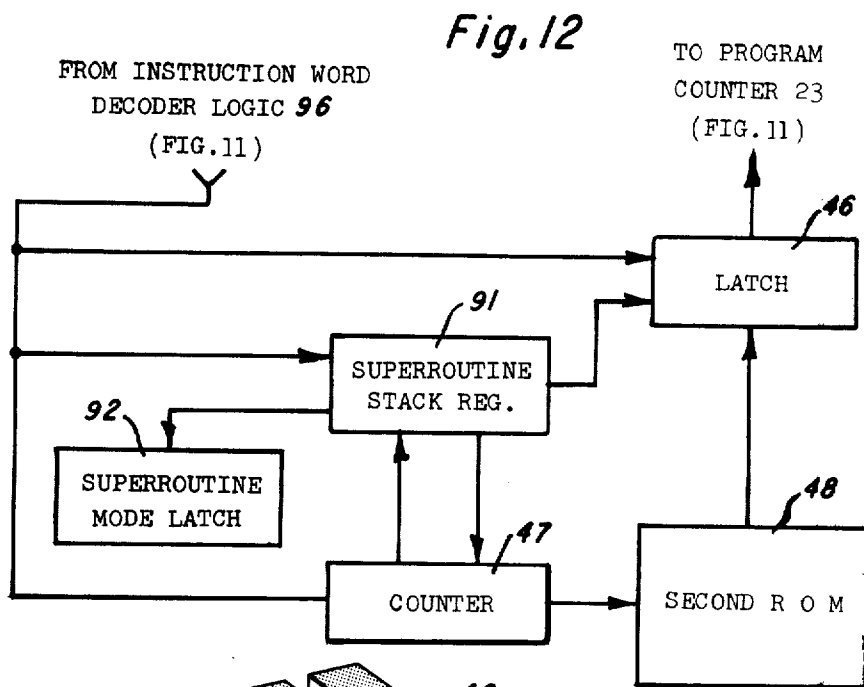 Fig. 12
FROM INSTRUCTION WORD
DECODER LOGIC 96
(FIG.11)
TO PROGRAM
COUNTER 23
(FIG.11)
46
LATCH
91
SUPERROUTINE
STACK REG.
92
SUPERROUTINE
MODE LATCH
47
COUNTER
48
SECOND R O M